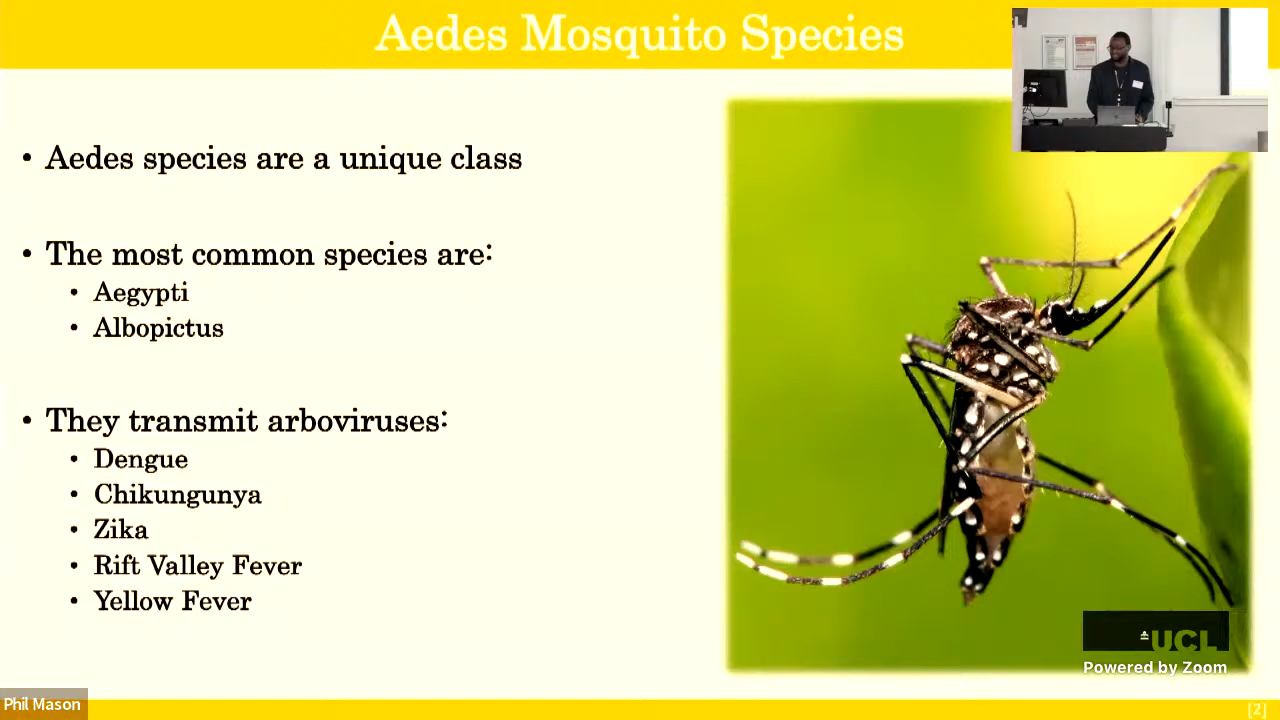 Aedes Mosquito Species
• Aedes species are a unique class
• The most common species are:
• Aegypti
• Albopictus
• They transmit arboviruses:
• Dengue
• Chikungunya
• Zika
• Rift Valley Fever
• Yellow Fever
UCL
Powered by Zoom
Phil Mason
[2]